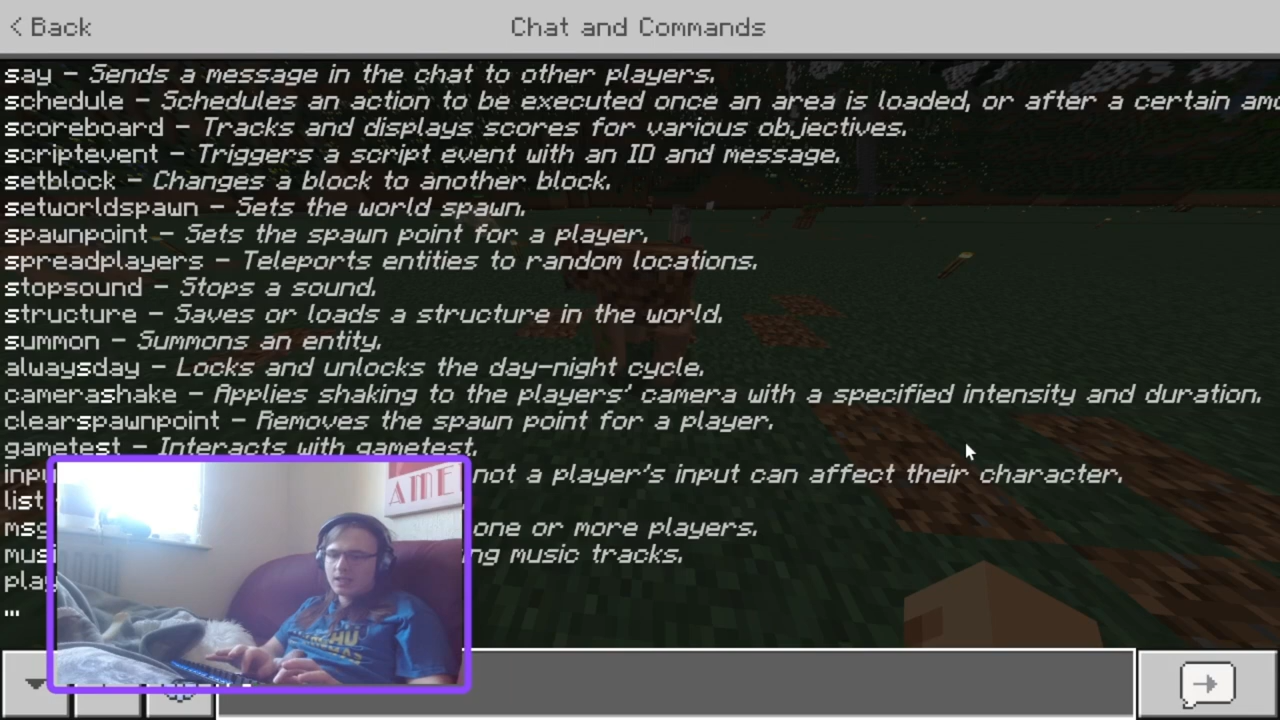 < Back
Chat and Commands
say - Sends a message in the chat to other players.
schedule - Schedules an action to be executed once an area is loaded, or after a certain amo
scoreboard - Tracks and displays scores for various objectives.
scriptevent - Triggers a script event with an ID and message.
setblock - Changes a block to another block.
setworldspawn - Sets the world spawn.
spawnpoint - Sets the spawn point for a player.
spreadplayers - Teleports entities to random locations.
stopsound - Stops a sound.
structure - Saves or loads a structure in the world.
summon - Summons an entity.
alwaysday - Locks and unlocks the day-night cycle.
camerashake - Applies shaking to the players' camera with a specified intensity and duration.
clearspawnpoint - Removes the spawn point for a player.
gametest - Interacts with gametest.
inpu not a player's input can affect their character.
list
msg one or more players.
musi ng music tracks.
play
...
AME